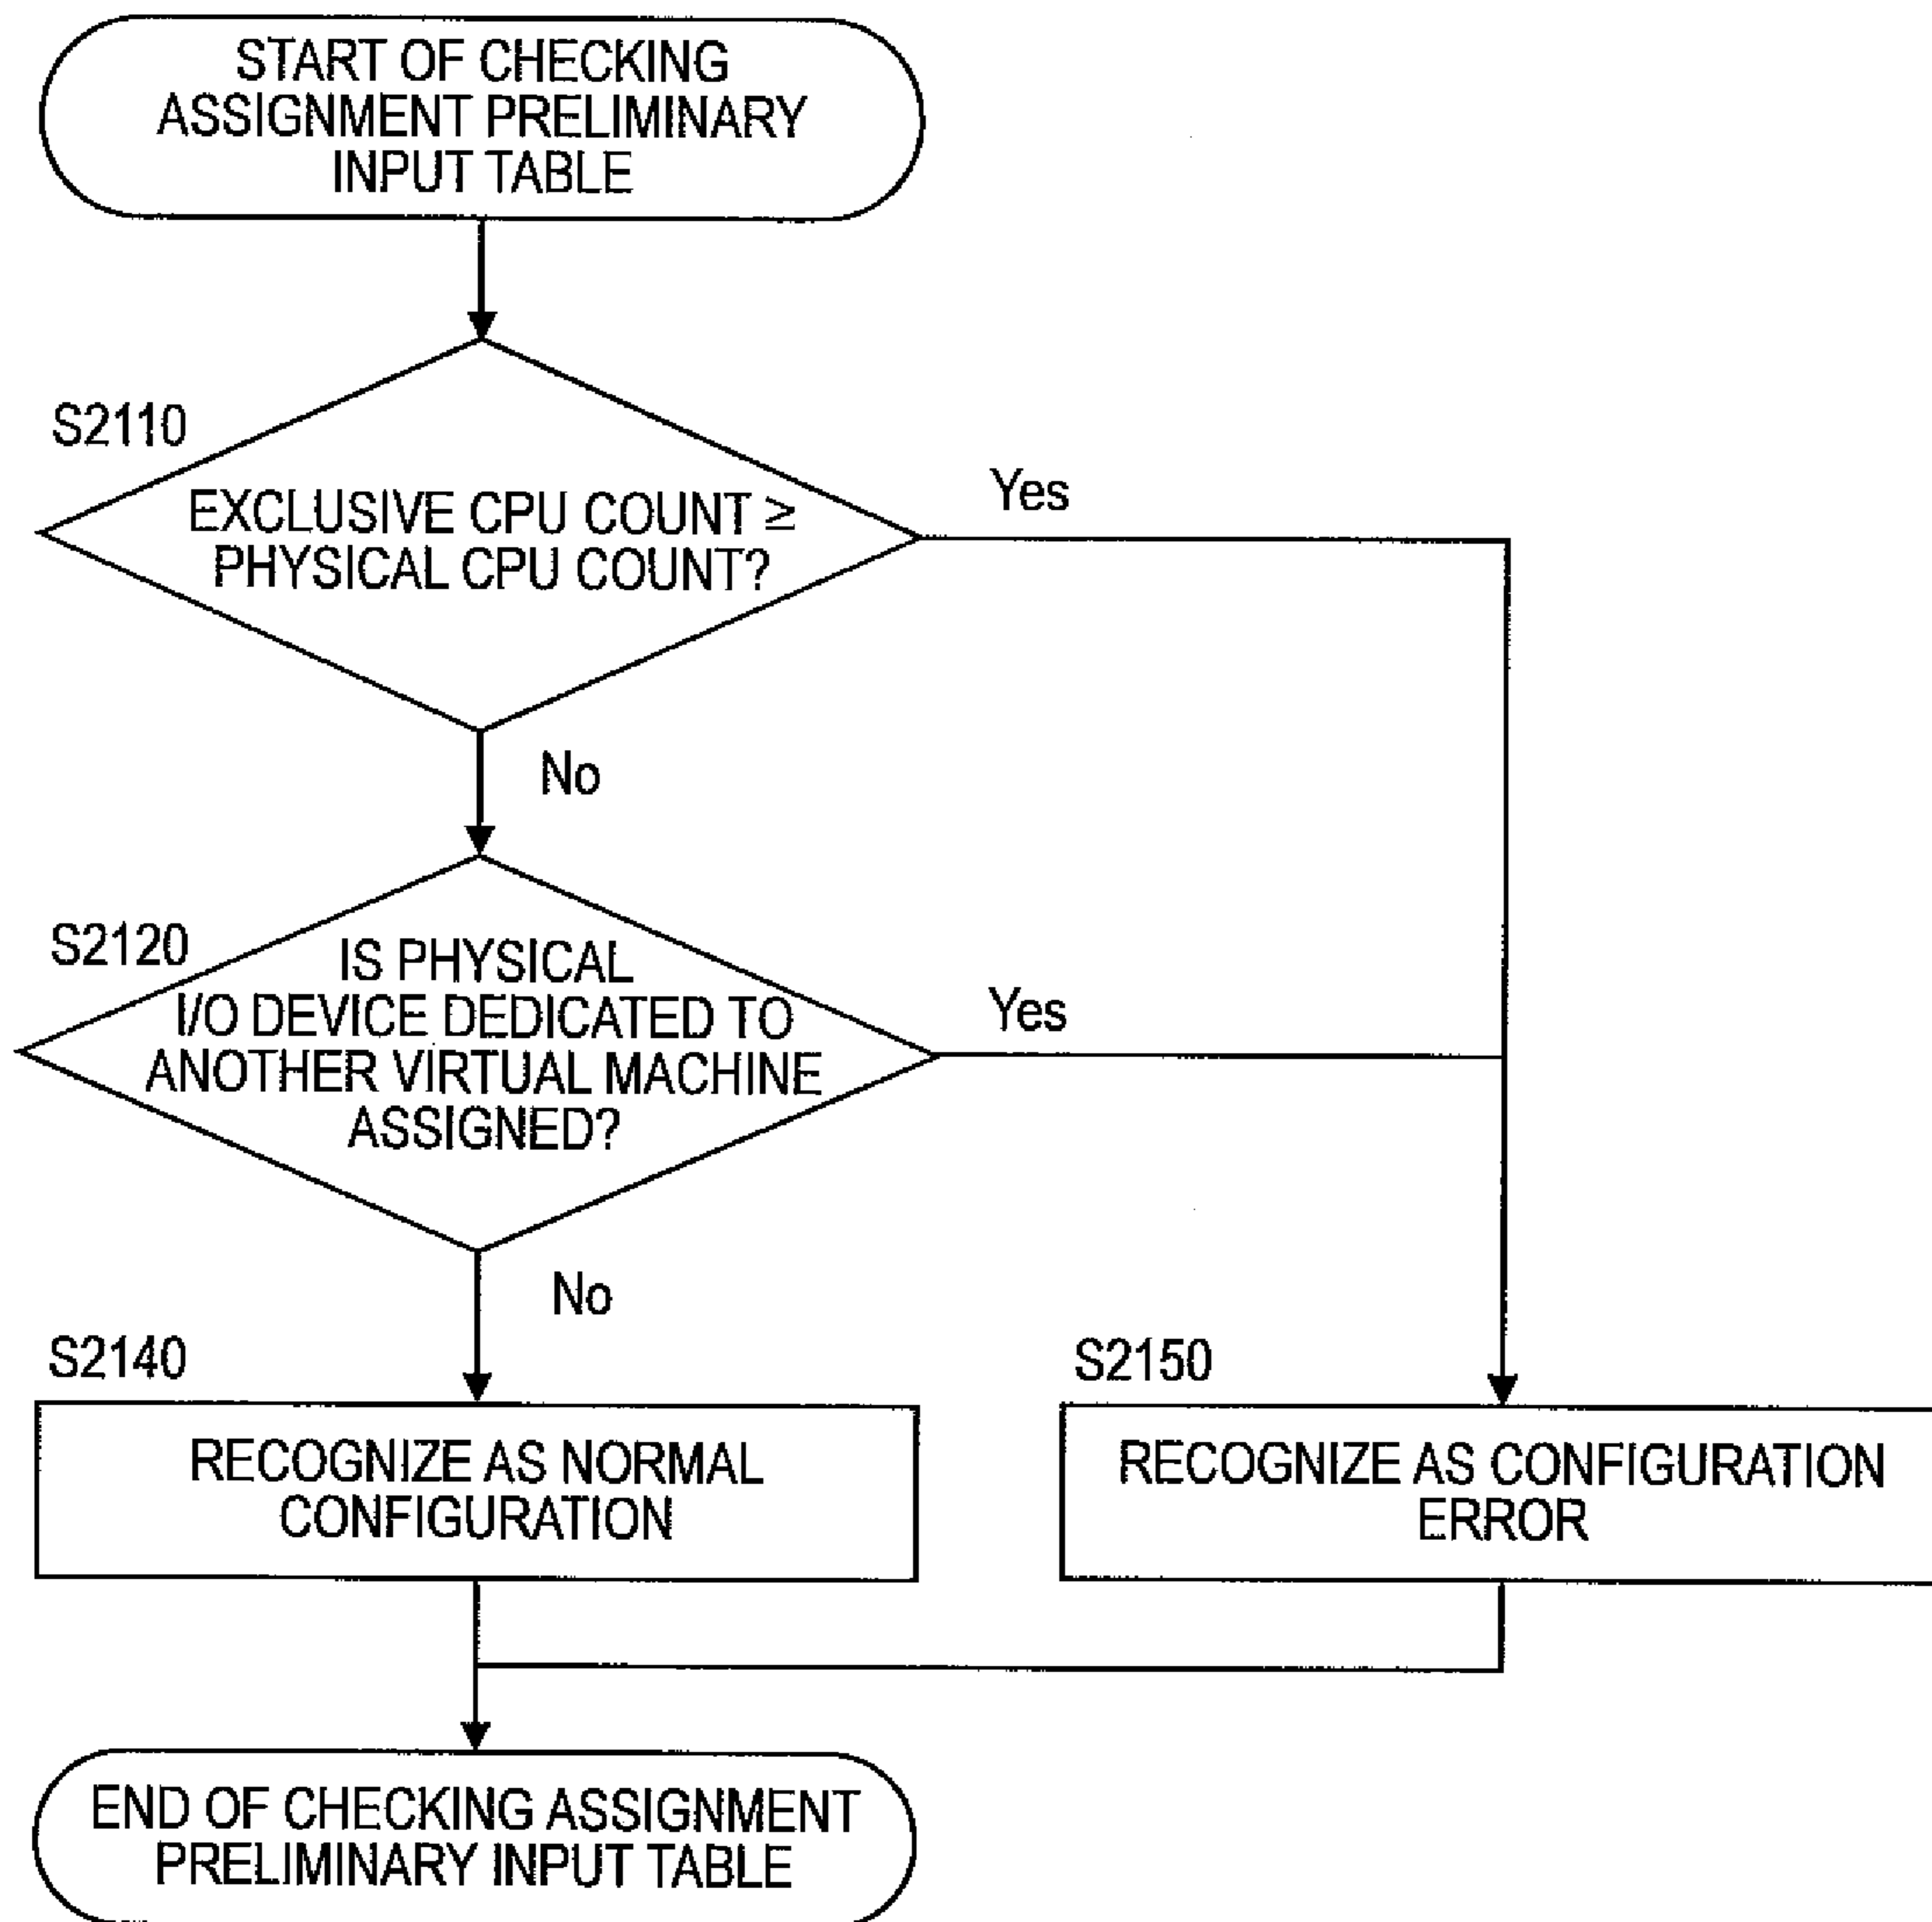 START OF CHECKING
ASSIGNMENT PRELIMINARY
INPUT TABLE
S2110
EXCLUSIVE CPU COUNT ≥
PHYSICAL CPU COUNT?
Yes
No
S2120
IS PHYSICAL
I/O DEVICE DEDICATED TO
ANOTHER VIRTUAL MACHINE
ASSIGNED?
Yes
No
S2140
RECOGNIZE AS NORMAL
CONFIGURATION
S2150
RECOGNIZE AS CONFIGURATION
ERROR
END OF CHECKING ASSIGNMENT
PRELIMINARY INPUT TABLE